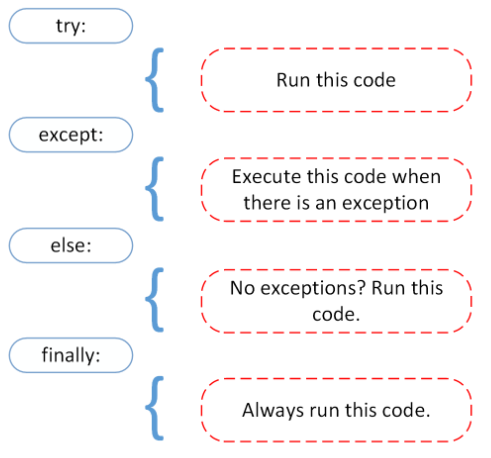 try:
Run this code
except:
Execute this code when
there is an exception
else:
No exceptions? Run this
code.
finally:
Always run this code.